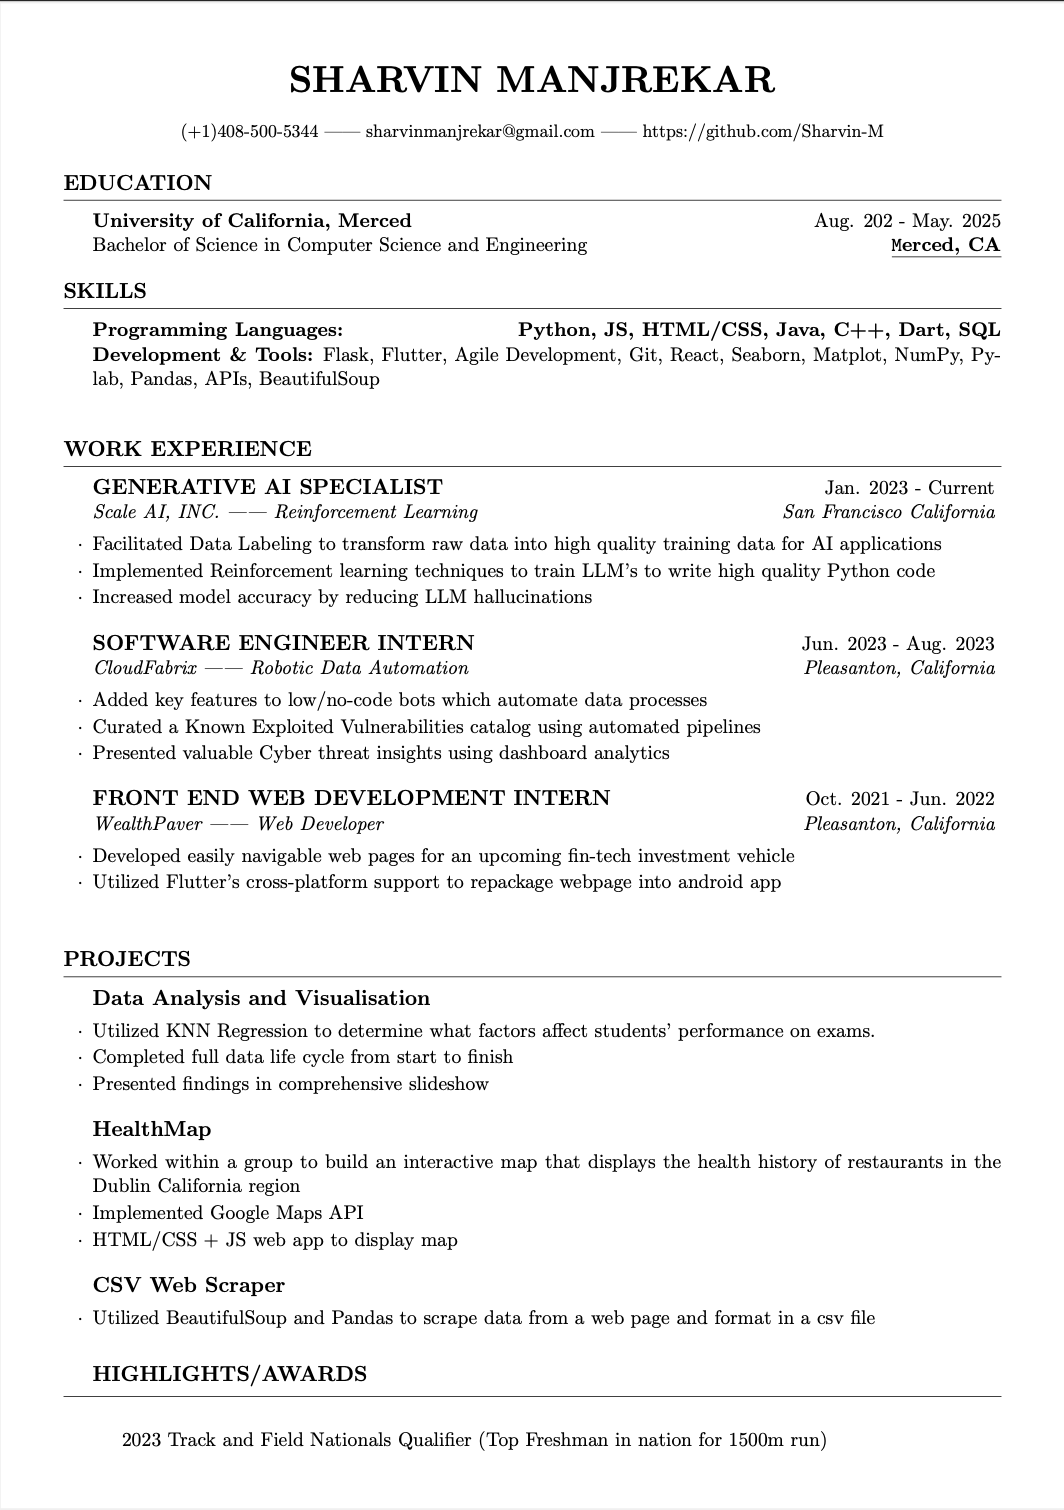 SHARVIN MANJREKAR
(+1)408-500-5344 —— sharvinmanjrekar@gmail.com —— https://github.com/Sharvin-M
EDUCATION
University of California, Merced Aug. 202 - May. 2025
Bachelor of Science in Computer Science and Engineering Merced, CA
SKILLS
Programming Languages: Python, JS, HTML/CSS, Java, C++, Dart, SQL
Development & Tools: Flask, Flutter, Agile Development, Git, React, Seaborn, Matplot, NumPy, Py-
lab, Pandas, APIs, BeautifulSoup
WORK EXPERIENCE
GENERATIVE AI SPECIALIST Jan. 2023 - Current
Scale AI, INC. —— Reinforcement Learning San Francisco California
· Facilitated Data Labeling to transform raw data into high quality training data for AI applications
· Implemented Reinforcement learning techniques to train LLM's to write high quality Python code
· Increased model accuracy by reducing LLM hallucinations
SOFTWARE ENGINEER INTERN Jun. 2023 - Aug. 2023
CloudFabrix —— Robotic Data Automation Pleasanton, California
· Added key features to low/no-code bots which automate data processes
· Curated a Known Exploited Vulnerabilities catalog using automated pipelines
· Presented valuable Cyber threat insights using dashboard analytics
FRONT END WEB DEVELOPMENT INTERN Oct. 2021 - Jun. 2022
WealthPaver —— Web Developer Pleasanton, California
· Developed easily navigable web pages for an upcoming fin-tech investment vehicle
· Utilized Flutter's cross-platform support to repackage webpage into android app
PROJECTS
Data Analysis and Visualisation
· Utilized KNN Regression to determine what factors affect students' performance on exams.
· Completed full data life cycle from start to finish
· Presented findings in comprehensive slideshow
HealthMap
· Worked within a group to build an interactive map that displays the health history of restaurants in the
Dublin California region
· Implemented Google Maps API
· HTML/CSS + JS web app to display map
CSV Web Scraper
· Utilized BeautifulSoup and Pandas to scrape data from a web page and format in a csv file
HIGHLIGHTS/AWARDS
2023 Track and Field Nationals Qualifier (Top Freshman in nation for 1500m run)